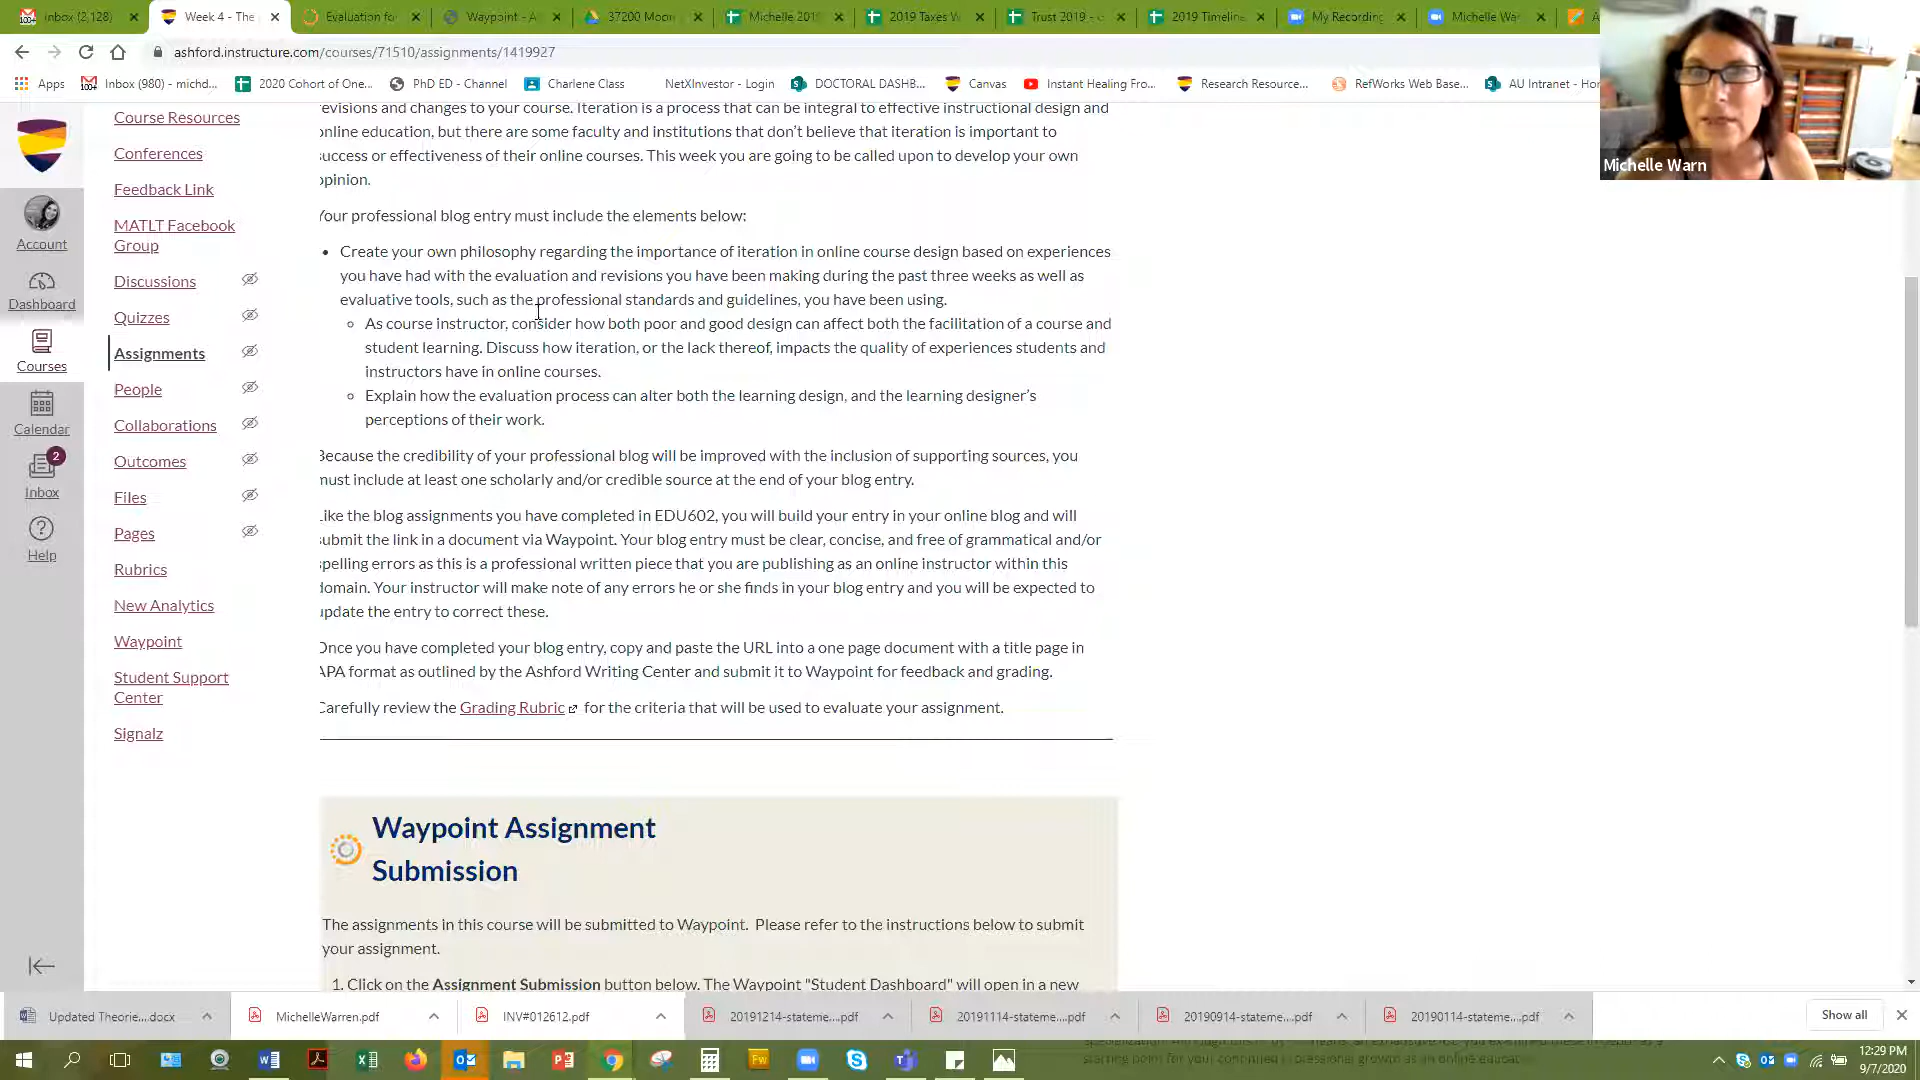 Inbox (2,128)
Week 4 - The
Evaluation for
Waypoint - A
37200 Moon
Michelle 201
2019 Taxes W
Trust 2019 -
2019 Timeline
My Recording
Michelle Wa
ashford.instructure.com/courses/71510/assignments/1419927
Apps
Inbox (980) - michd...
2020 Cohort of One...
PhD ED - Channel
Charlene Class
NetXInvestor - Login
DOCTORAL DASHB...
Canvas
Instant Healing Fro...
Research Resource...
RefWorks Web Base...
AU Intranet - Hor
Michelle Warn
Account
Dashboard
Courses
Calendar
2
Inbox
Help
Course Resources
Conferences
Feedback Link
MATLT Facebook
Group
Discussions
Quizzes
Assignments
People
Collaborations
Outcomes
Files
Pages
Rubrics
New Analytics
Waypoint
Student Support
Center
Signalz
evisions and changes to your course. Iteration is a process that can be integral to effective instructional design and
online education, but there are some faculty and institutions that don't believe that iteration is important to
success or effectiveness of their online courses. This week you are going to be called upon to develop your own
opinion.
Your professional blog entry must include the elements below:
• Create your own philosophy regarding the importance of iteration in online course design based on experiences
you have had with the evaluation and revisions you have been making during the past three weeks as well as
evaluative tools, such as the professional standards and guidelines, you have been using.
◦ As course instructor, consider how both poor and good design can affect both the facilitation of a course and
student learning. Discuss how iteration, or the lack thereof, impacts the quality of experiences students and
instructors have in online courses.
◦ Explain how the evaluation process can alter both the learning design, and the learning designer's
perceptions of their work.
Because the credibility of your professional blog will be improved with the inclusion of supporting sources, you
must include at least one scholarly and/or credible source at the end of your blog entry.
Like the blog assignments you have completed in EDU602, you will build your entry in your online blog and will
submit the link in a document via Waypoint. Your blog entry must be clear, concise, and free of grammatical and/or
spelling errors as this is a professional written piece that you are publishing as an online instructor within this
domain. Your instructor will make note of any errors he or she finds in your blog entry and you will be expected to
update the entry to correct these.
Once you have completed your blog entry, copy and paste the URL into a one page document with a title page in
APA format as outlined by the Ashford Writing Center and submit it to Waypoint for feedback and grading.
Carefully review the Grading Rubric for the criteria that will be used to evaluate your assignment.
Waypoint Assignment
Submission
The assignments in this course will be submitted to Waypoint. Please refer to the instructions below to submit
your assignment.
1. Click on the Assignment Submission button below. The Waypoint "Student Dashboard" will open in a new
Updated Theorie....docx
MichelleWarren.pdf
INV#012612.pdf
20191214-stateme....pdf
20191114-stateme....pdf
20190914-stateme....pdf
20190114-stateme....pdf
Show all
12:29 PM
9/7/2020